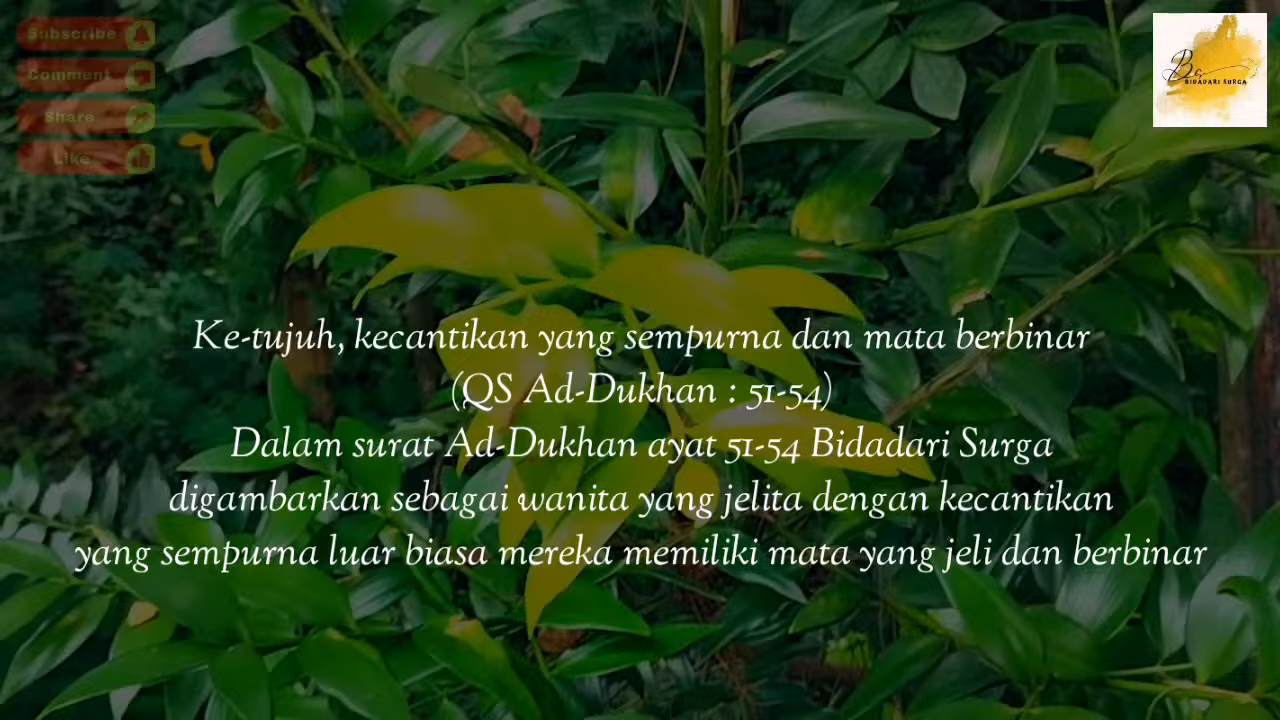 Subscribe
Comment
Share
Like
BIDADARI SURGA
Ke-tujuh, kecantikan yang sempurna dan mata berbinar
(QS Ad-Dukhan : 51-54)
Dalam surat Ad-Dukhan ayat 51-54 Bidadari Surga
digambarkan sebagai wanita yang jelita dengan kecantikan
yang sempurna luar biasa mereka memiliki mata yang jeli dan berbinar